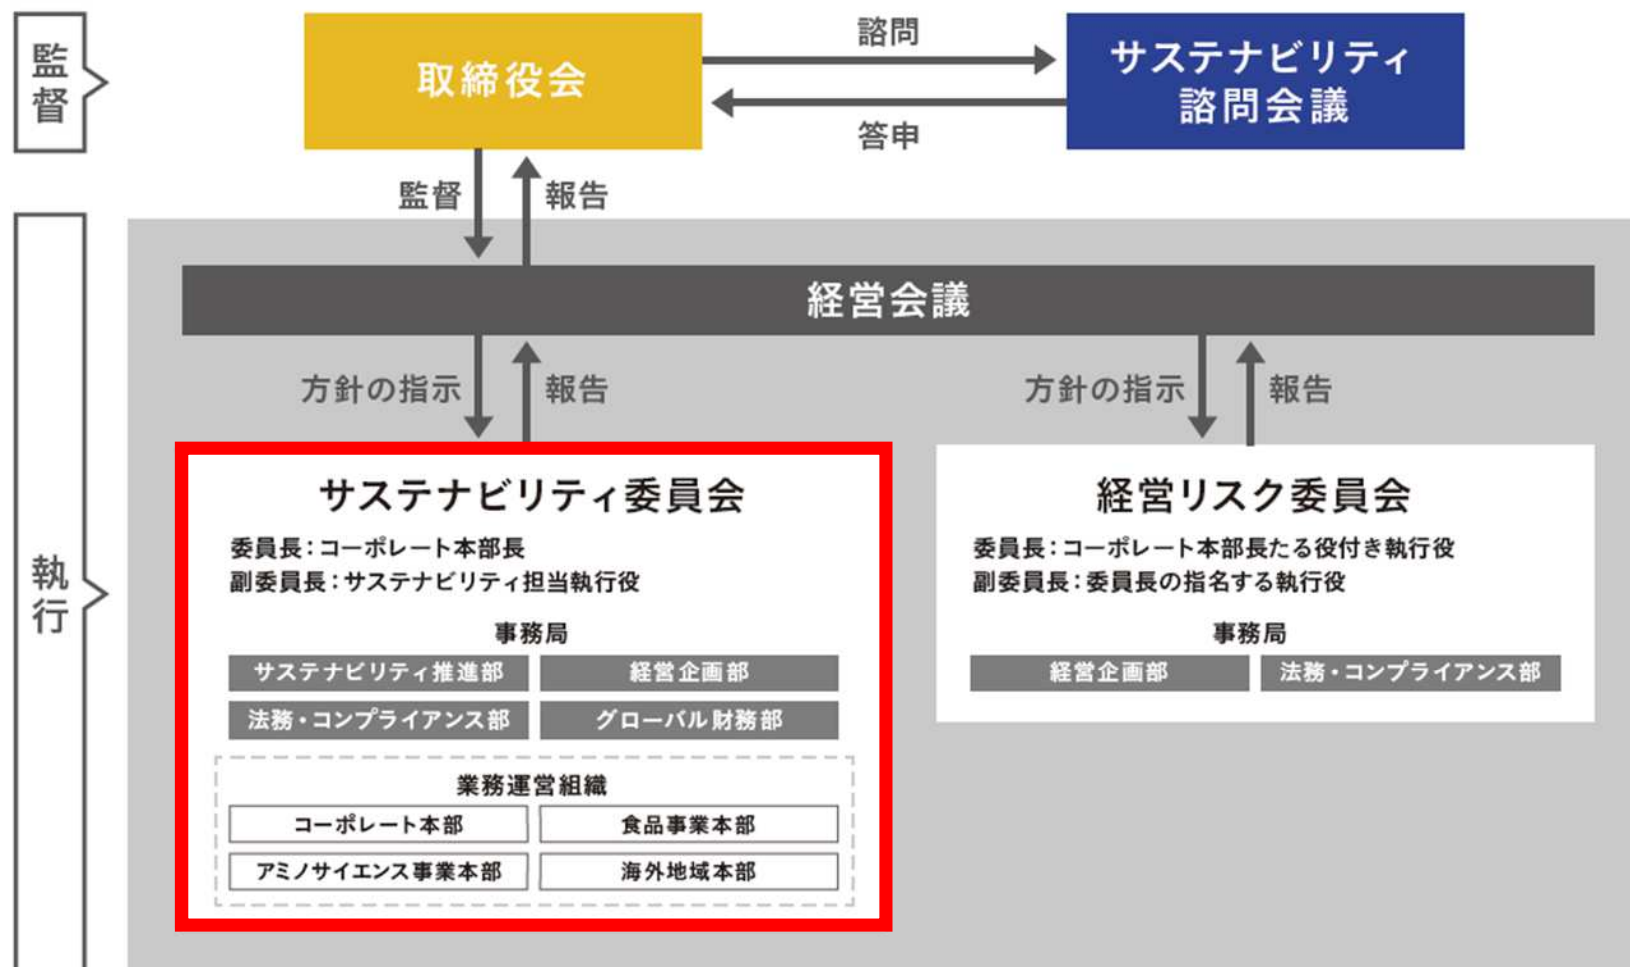 監督
取締役会
諮問
サステナビリティ
諮問会議
答申
監督
報告
執行
経営会議
方針の指示
報告
方針の指示
報告
サステナビリティ委員会
委員長：コーポレート本部長
副委員長：サステナビリティ担当執行役
事務局
サステナビリティ推進部
経営企画部
法務・コンプライアンス部
グローバル財務部
業務運営組織
コーポレート本部
食品事業本部
アミノサイエンス事業本部
海外地域本部
経営リスク委員会
委員長：コーポレート本部長たる役付き執行役
副委員長：委員長の指名する執行役
事務局
経営企画部
法務・コンプライアンス部